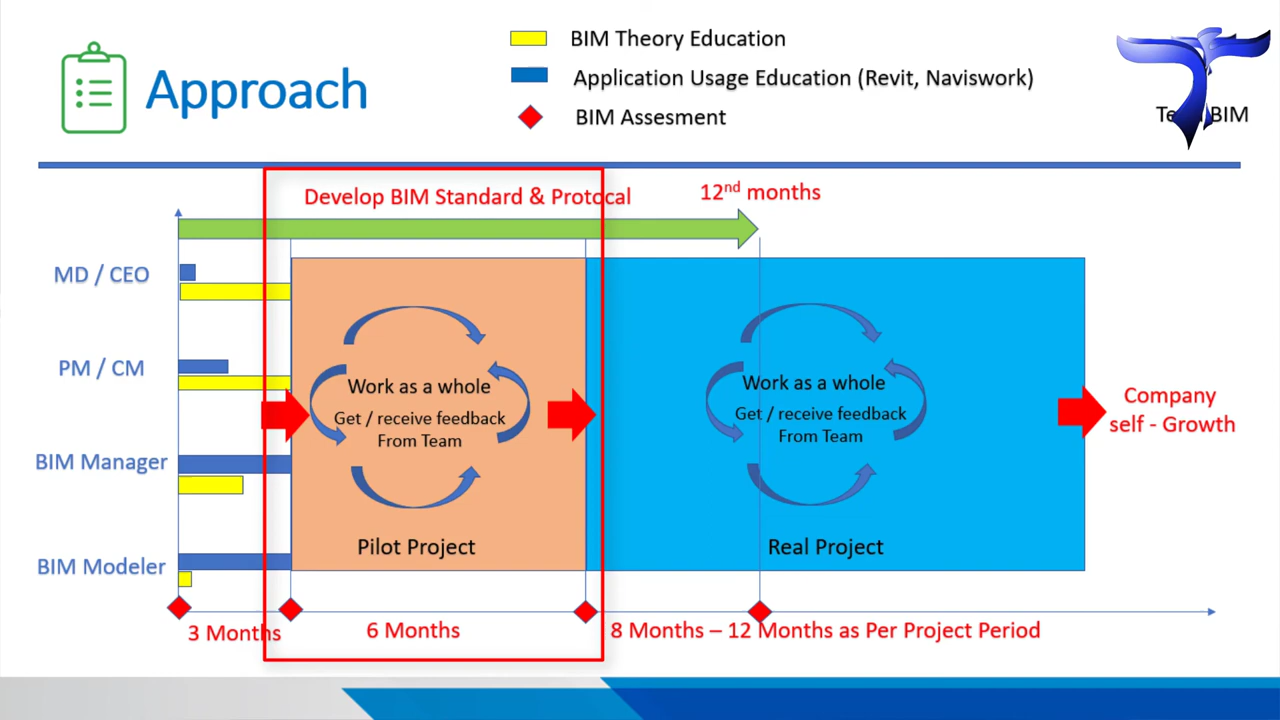 BIM Theory Education
Application Usage Education (Revit, Naviswork)
BIM Assesment
Approach
BIM
Develop BIM Standard & Protocal
12nd months
MD / CEO
PM / CM
BIM Manager
BIM Modeler
Work as a whole
Get / receive feedback
From Team
Pilot Project
Work as a whole
Get / receive feedback
From Team
Real Project
Company
self - Growth
3 Months
6 Months
8 Months – 12 Months as Per Project Period